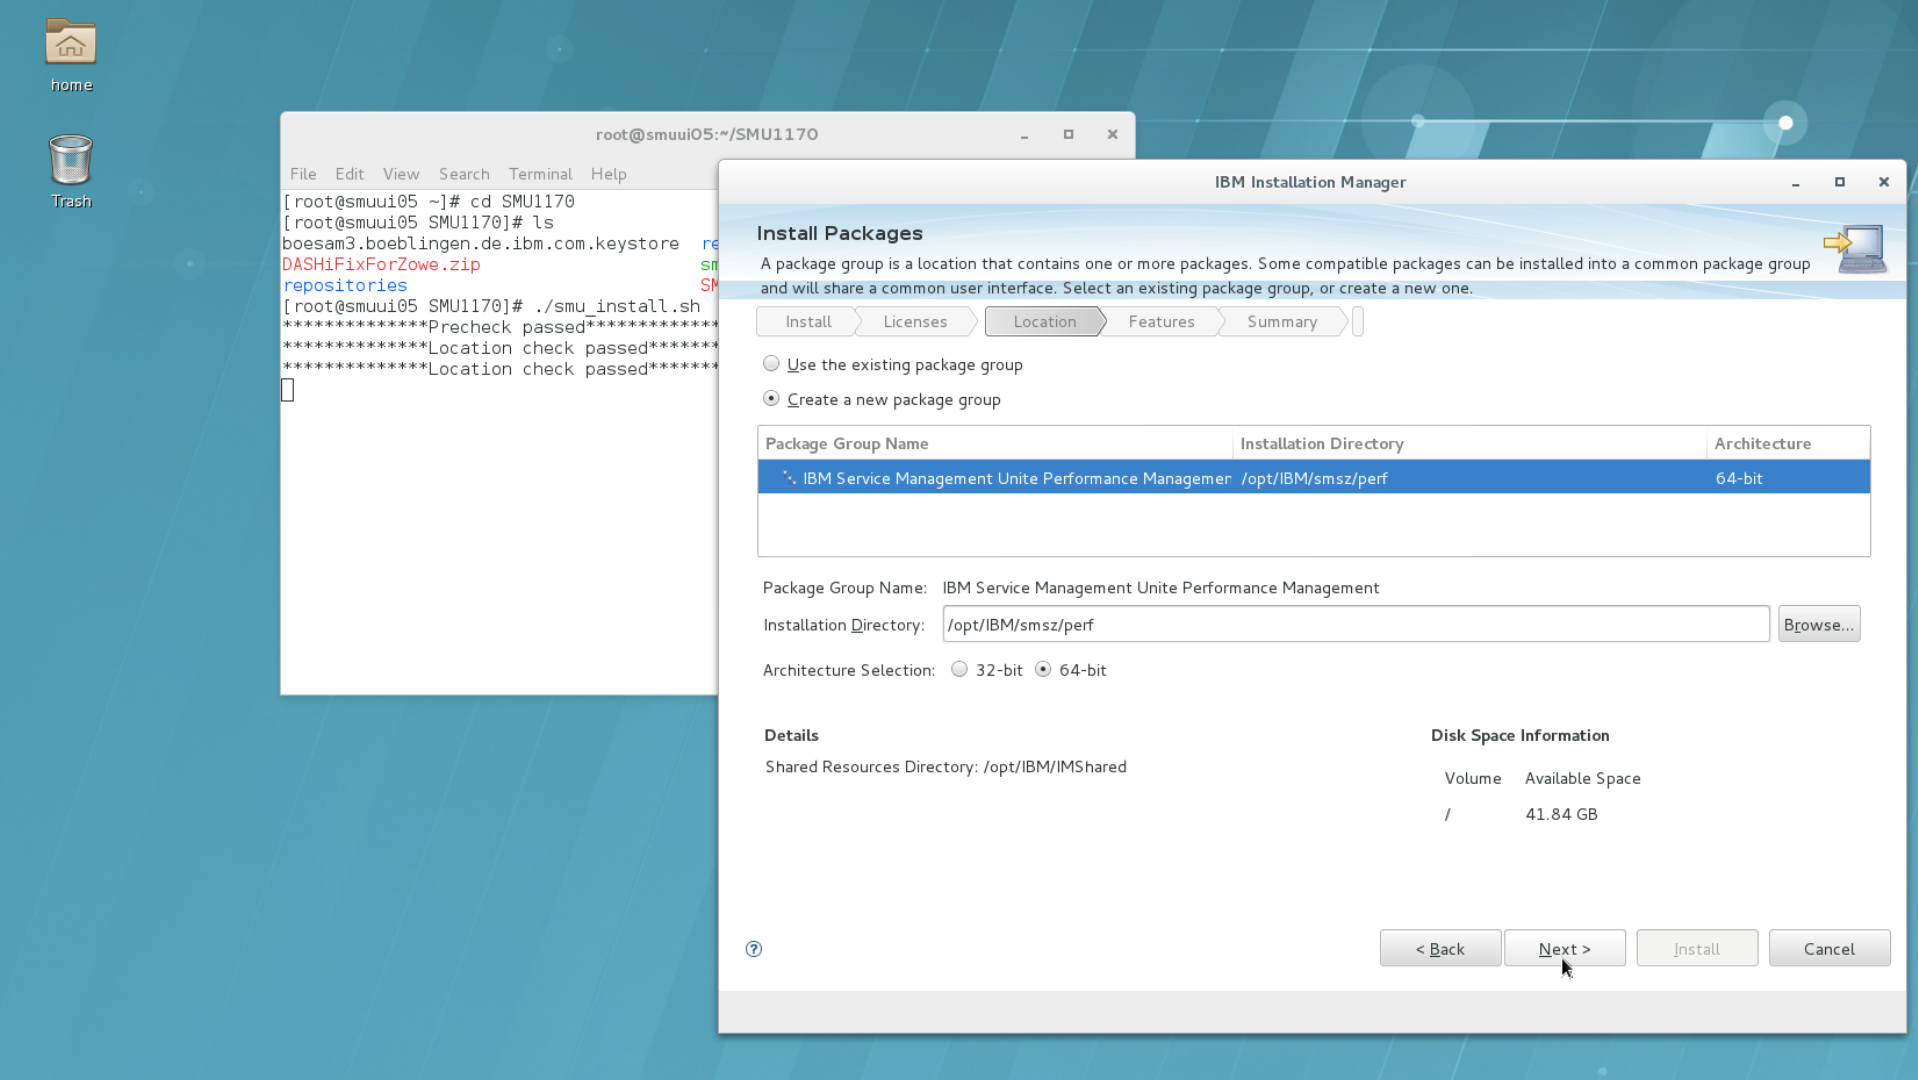 home
Trash
root@smuui05:~/SMU1170
File Edit View Search Terminal Help
[root@smuui05 ~]# cd SMU1170
[root@smuui05 SMU1170]# ls
boesam3.boeblingen.de.ibm.com.keystore re
DASHiFixForZowe.zip sm
repositories SM
[root@smuui05 SMU1170]# ./smu_install.sh
**************Precheck passed*************
**************Location check passed*******
**************Location check passed*******
IBM Installation Manager
Install Packages
A package group is a location that contains one or more packages. Some compatible packages can be installed into a common package group
and will share a common user interface. Select an existing package group, or create a new one.
Install Licenses Location Features Summary
Use the existing package group
Create a new package group
Package Group Name Installation Directory Architecture
IBM Service Management Unite Performance Managemen /opt/IBM/smsz/perf 64-bit
Package Group Name: IBM Service Management Unite Performance Management
Installation Directory: /opt/IBM/smsz/perf Browse...
Architecture Selection: 32-bit 64-bit
Details Disk Space Information
Shared Resources Directory: /opt/IBM/IMShared
Volume Available Space
/ 41.84 GB
? < Back Next > Install Cancel